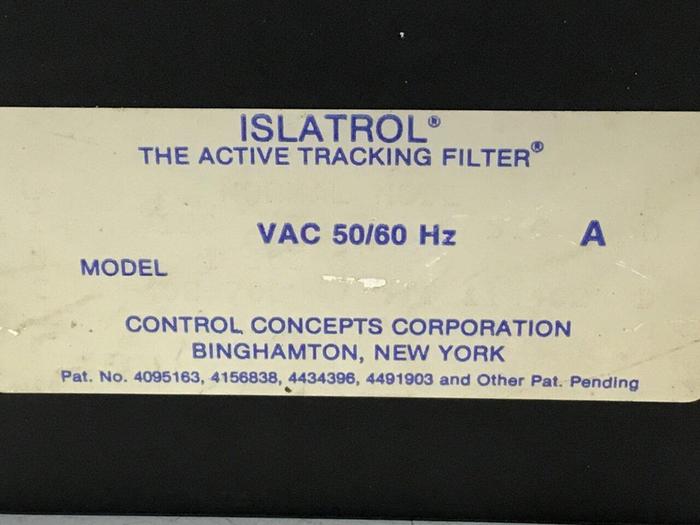 ISLATROL®
THE ACTIVE TRACKING FILTER®
VAC 50/60 Hz A
MODEL
CONTROL CONCEPTS CORPORATION
BINGHAMTON, NEW YORK
Pat. No. 4095163, 4156838, 4434396, 4491903 and Other Pat. Pending